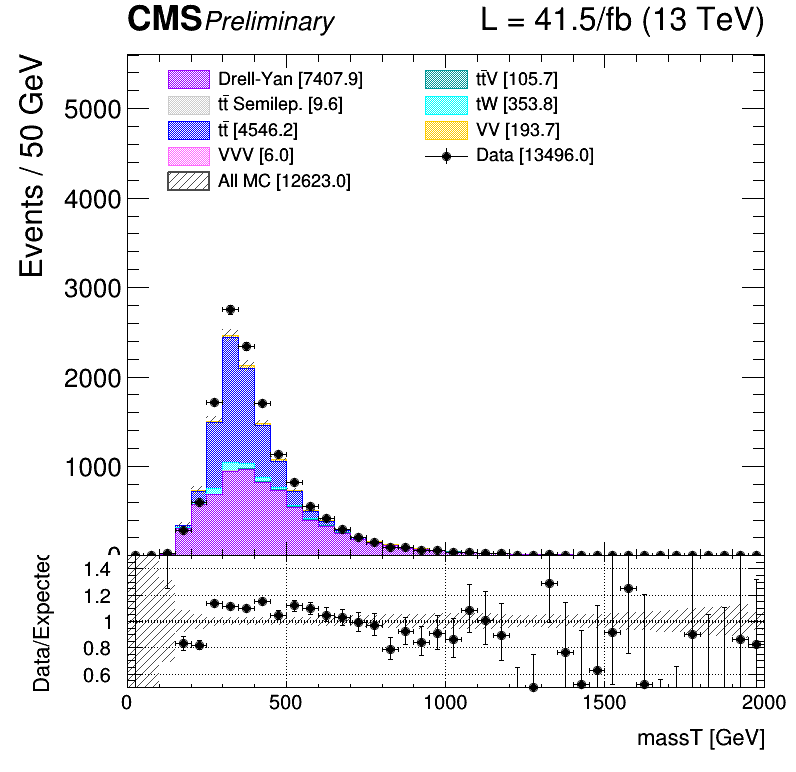 CMS Preliminary L = 41.5/fb (13 TeV)
Events / 50 GeV
5000
4000
3000
2000
1000
0
Drell-Yan [7407.9]
tt̄ Semilep. [9.6]
tt̄ [4546.2]
VVV [6.0]
All MC [12623.0]
tt̄V [105.7]
tW [353.8]
VV [193.7]
Data [13496.0]
Data/Expected
1.4
1.2
1
0.8
0.6
0 500 1000 1500 2000
massT [GeV]